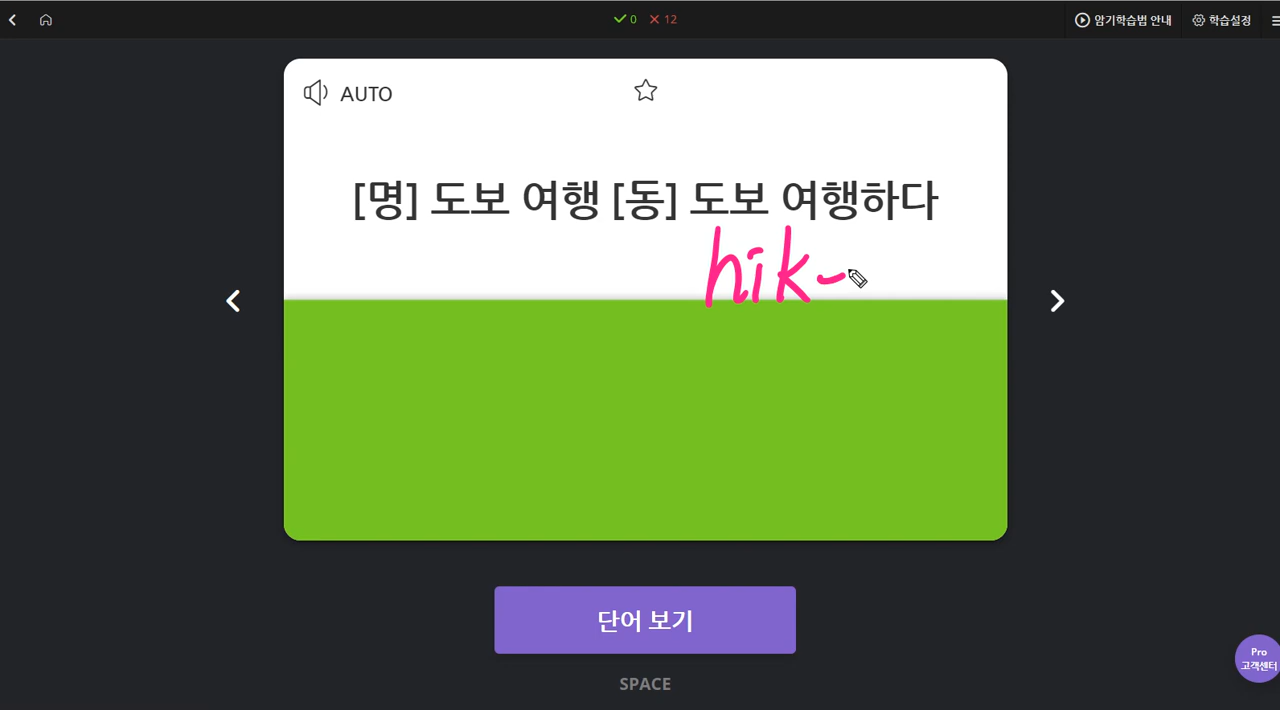 0 12 암기학습법 안내 학습설정
AUTO
[명] 도보 여행 [동] 도보 여행하다
hik-
단어 보기
SPACE
Pro
고객센터